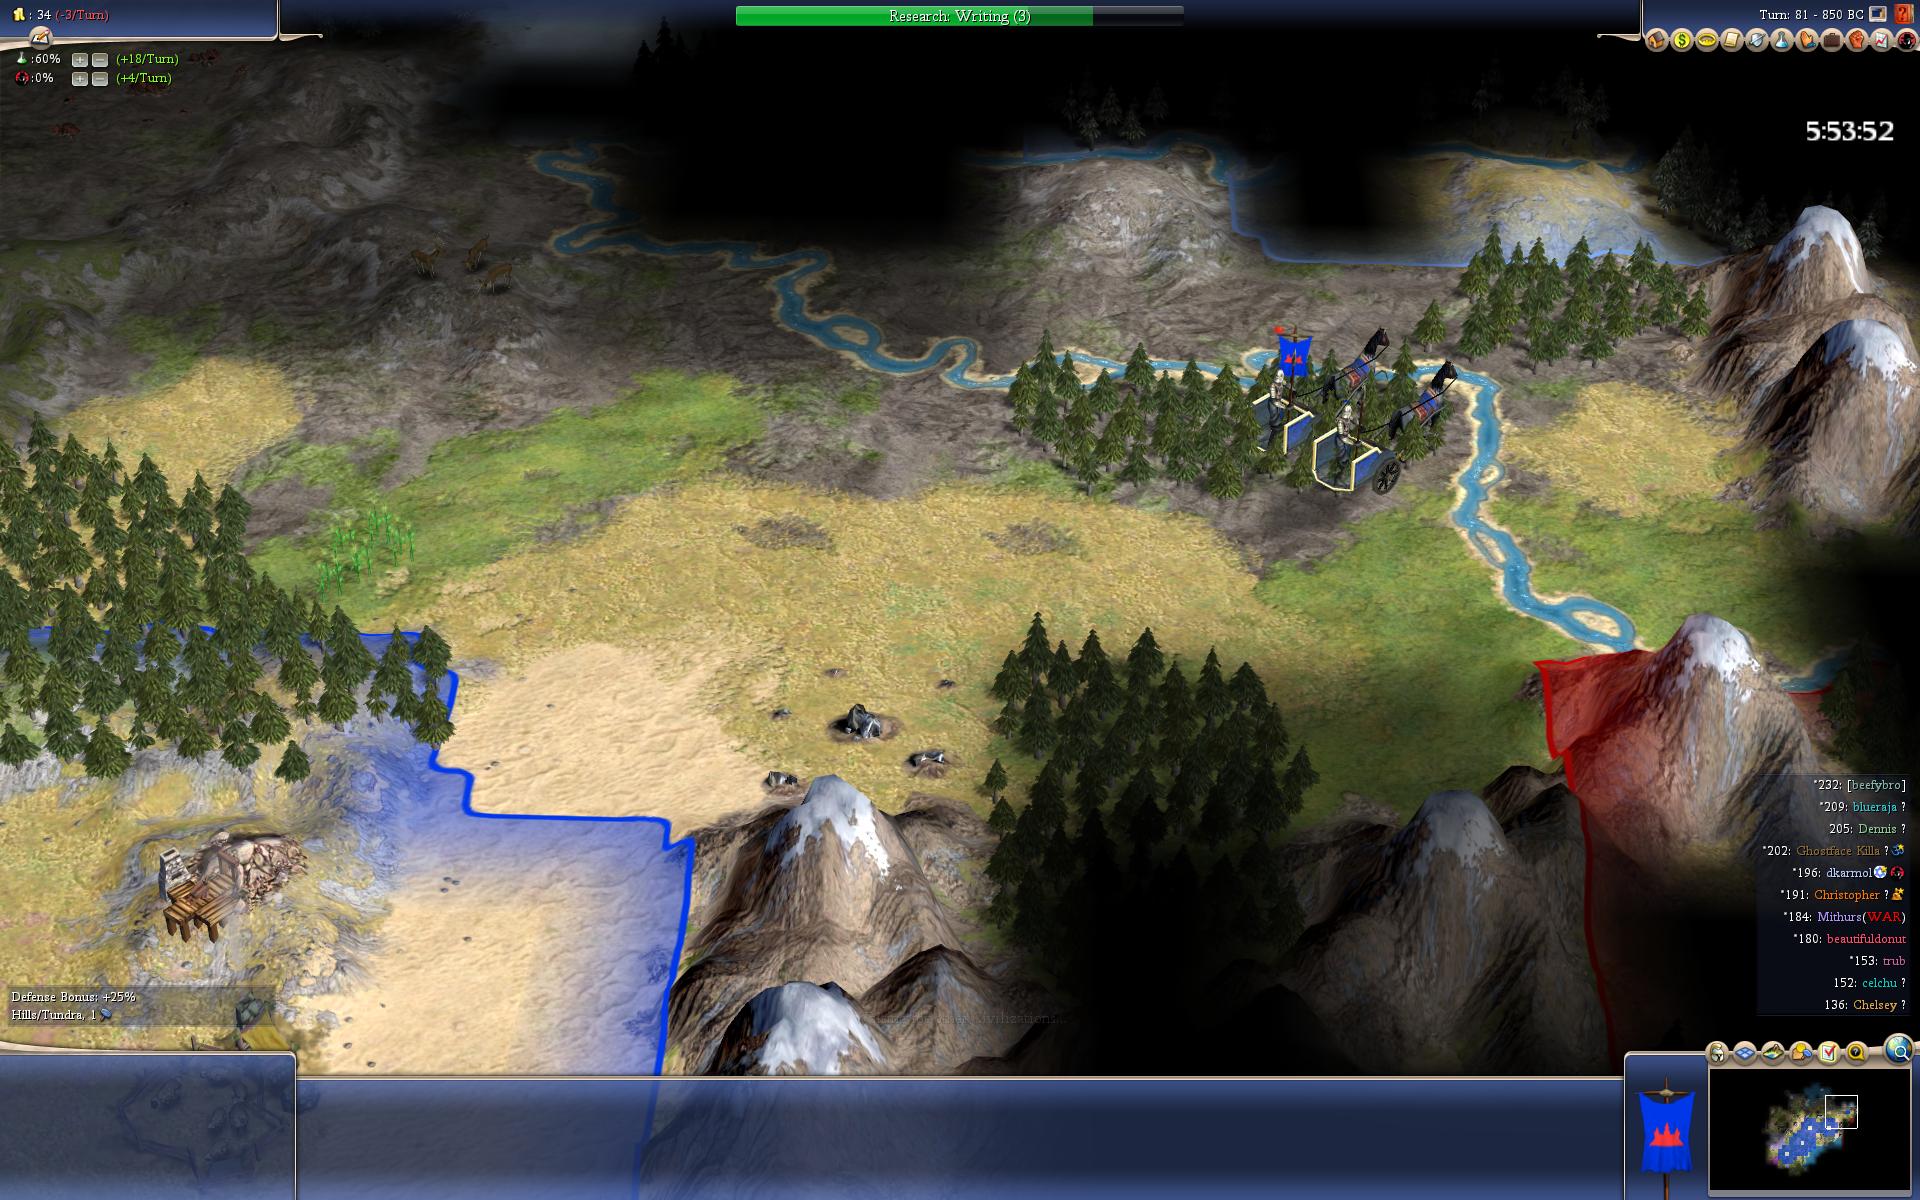 : 34 (-3/Turn)
Research: Writing (3)
Turn: 81 - 850 BC
:60% (+18/Turn)
:0% (+4/Turn)
5:53:52
*232: [beefybro]
*209: blueraja ?
205: Dennis ?
*202: Ghostface Killa ?
*196: dkarmol
*191: Christopher ?
*184: Mithurs(WAR)
*180: beautifuldonut
*153: trub
152: celchu ?
136: Chelsey ?
Defense Bonus: +25%
Hills/Tundra, 1
Civilizations...